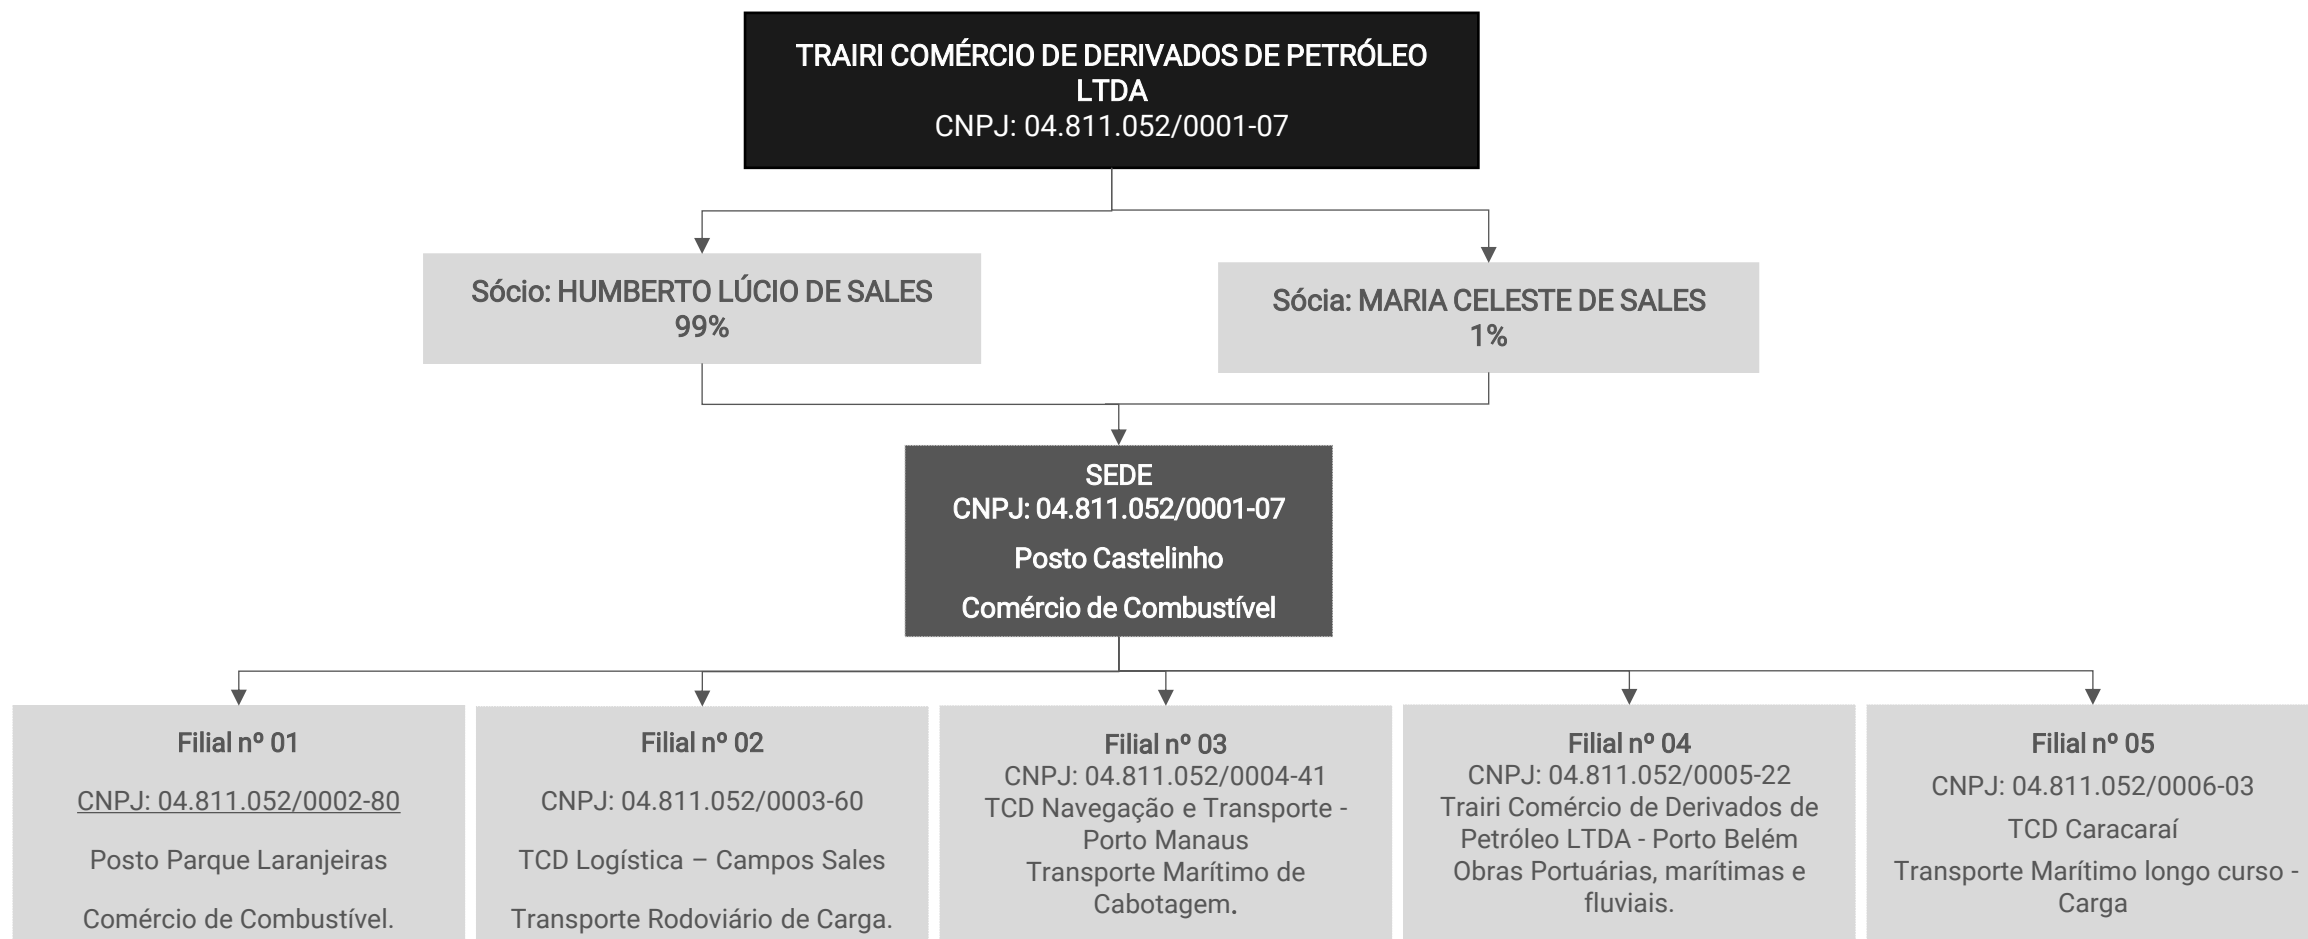 TRAIRI COMÉRCIO DE DERIVADOS DE PETRÓLEO
LTDA
CNPJ: 04.811.052/0001-07
Sócio: HUMBERTO LÚCIO DE SALES
99%
Sócia: MARIA CELESTE DE SALES
1%
SEDE
CNPJ: 04.811.052/0001-07
Posto Castelinho
Comércio de Combustível
Filial nº 01
CNPJ: 04.811.052/0002-80
Posto Parque Laranjeiras
Comércio de Combustível.
Filial nº 02
CNPJ: 04.811.052/0003-60
TCD Logística – Campos Sales
Transporte Rodoviário de Carga.
Filial nº 03
CNPJ: 04.811.052/0004-41
TCD Navegação e Transporte -
Porto Manaus
Transporte Marítimo de
Cabotagem.
Filial nº 04
CNPJ: 04.811.052/0005-22
Trairi Comércio de Derivados de
Petróleo LTDA - Porto Belém
Obras Portuárias, marítimas e
fluviais.
Filial nº 05
CNPJ: 04.811.052/0006-03
TCD Caracaraí
Transporte Marítimo longo curso -
Carga